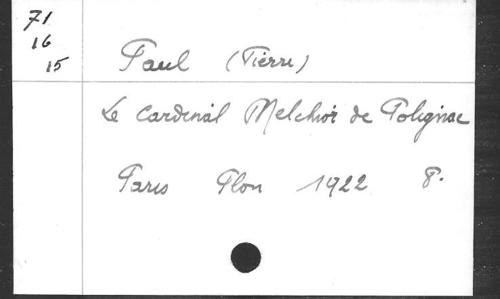 71
16
15
Paul (Pierre)
Le Cardinal Melchior de Polignac
Paris Plon 1922 8.